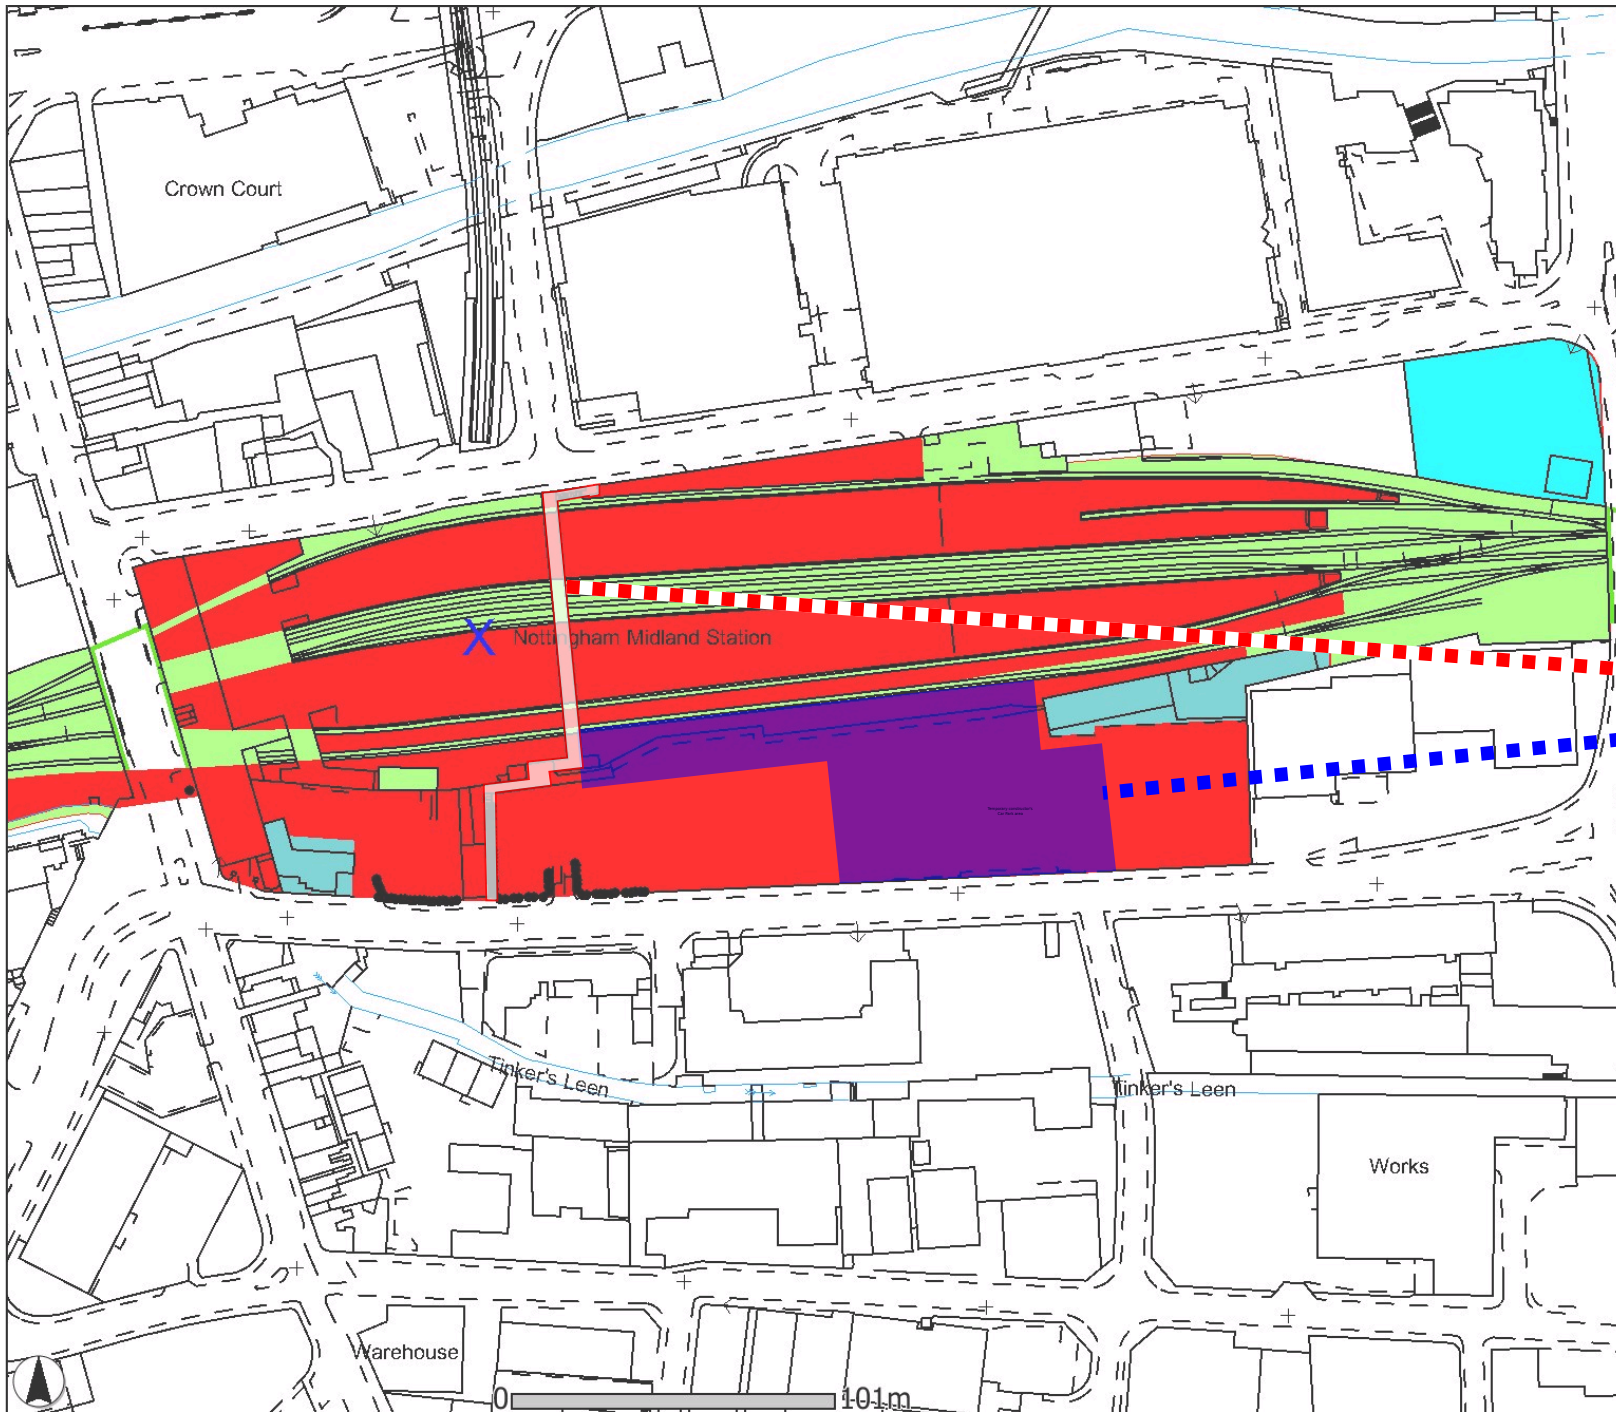 Crown Court
X
Nottingham Midland Station
Tinker's Leen
Tinker's Leen
Works
Warehouse
0 101m